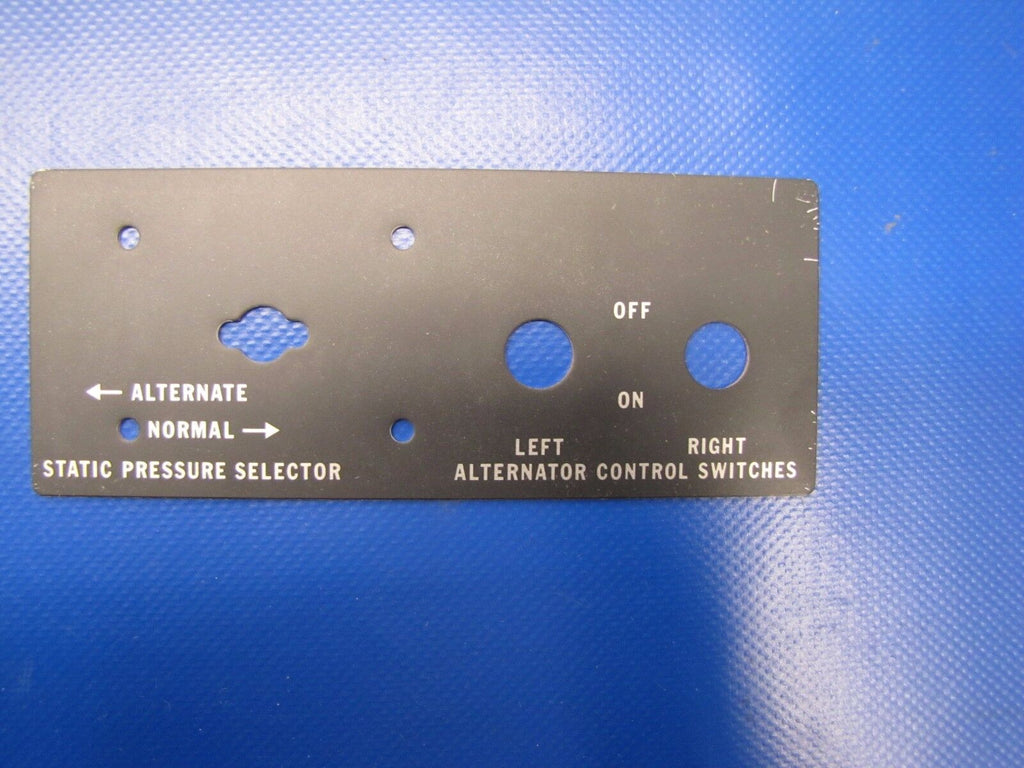 ← ALTERNATE
NORMAL →
STATIC PRESSURE SELECTOR
OFF
ON
LEFT RIGHT
ALTERNATOR CONTROL SWITCHES